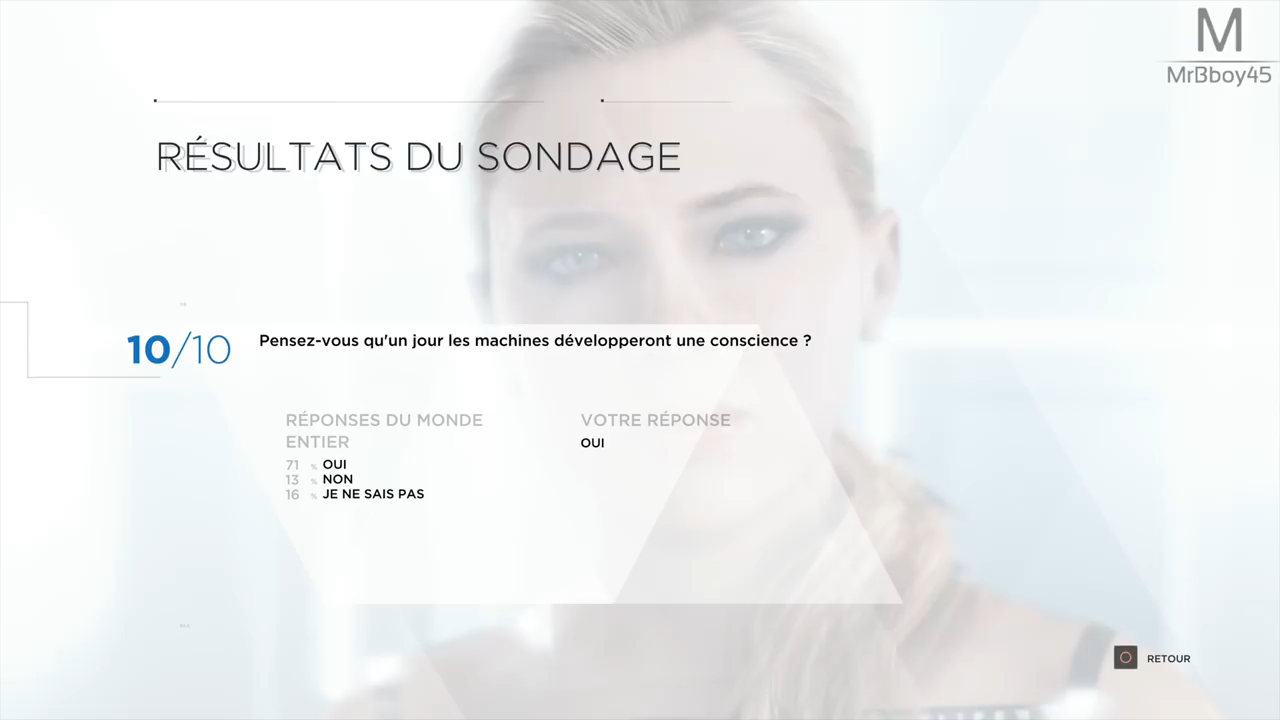 M
MrBboy45
RÉSULTATS DU SONDAGE
10/10
Pensez-vous qu'un jour les machines développeront une conscience ?
RÉPONSES DU MONDE
ENTIER
71 % OUI
13 % NON
16 % JE NE SAIS PAS
VOTRE RÉPONSE
OUI
RETOUR